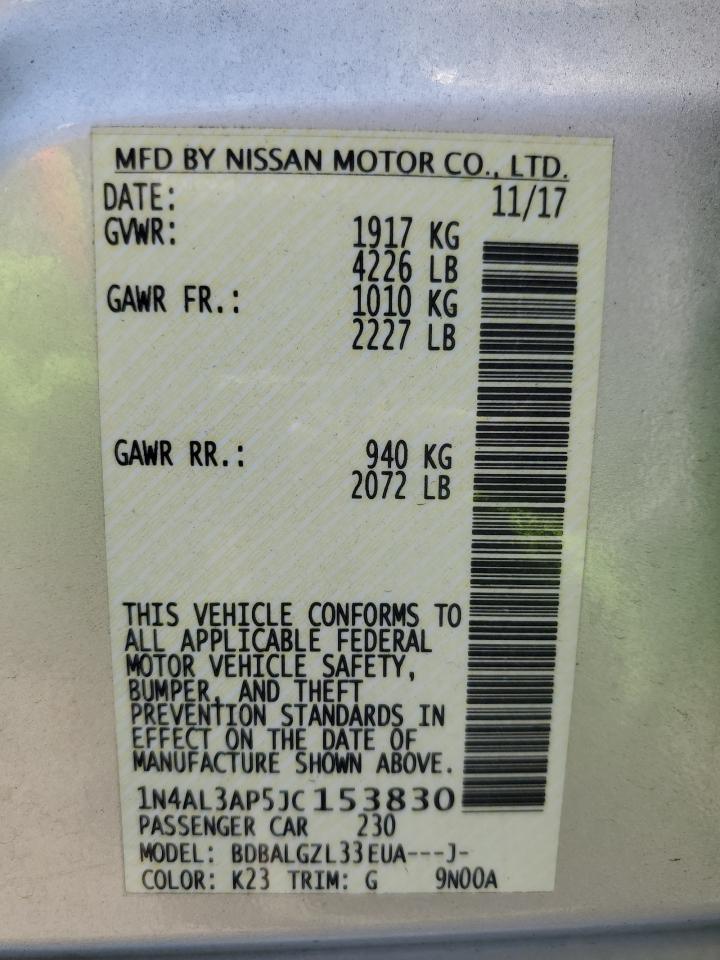 MFD BY NISSAN MOTOR CO., LTD.
DATE: 11/17
GVWR: 1917 KG
4226 LB
GAWR FR.: 1010 KG
2227 LB
GAWR RR.: 940 KG
2072 LB
THIS VEHICLE CONFORMS TO
ALL APPLICABLE FEDERAL
MOTOR VEHICLE SAFETY,
BUMPER, AND THEFT
PREVENTION STANDARDS IN
EFFECT ON THE DATE OF
MANUFACTURE SHOWN ABOVE.
1N4AL3AP5JC153830
PASSENGER CAR 230
MODEL: BDBALGZL33EUA---J-
COLOR: K23 TRIM: G 9N00A